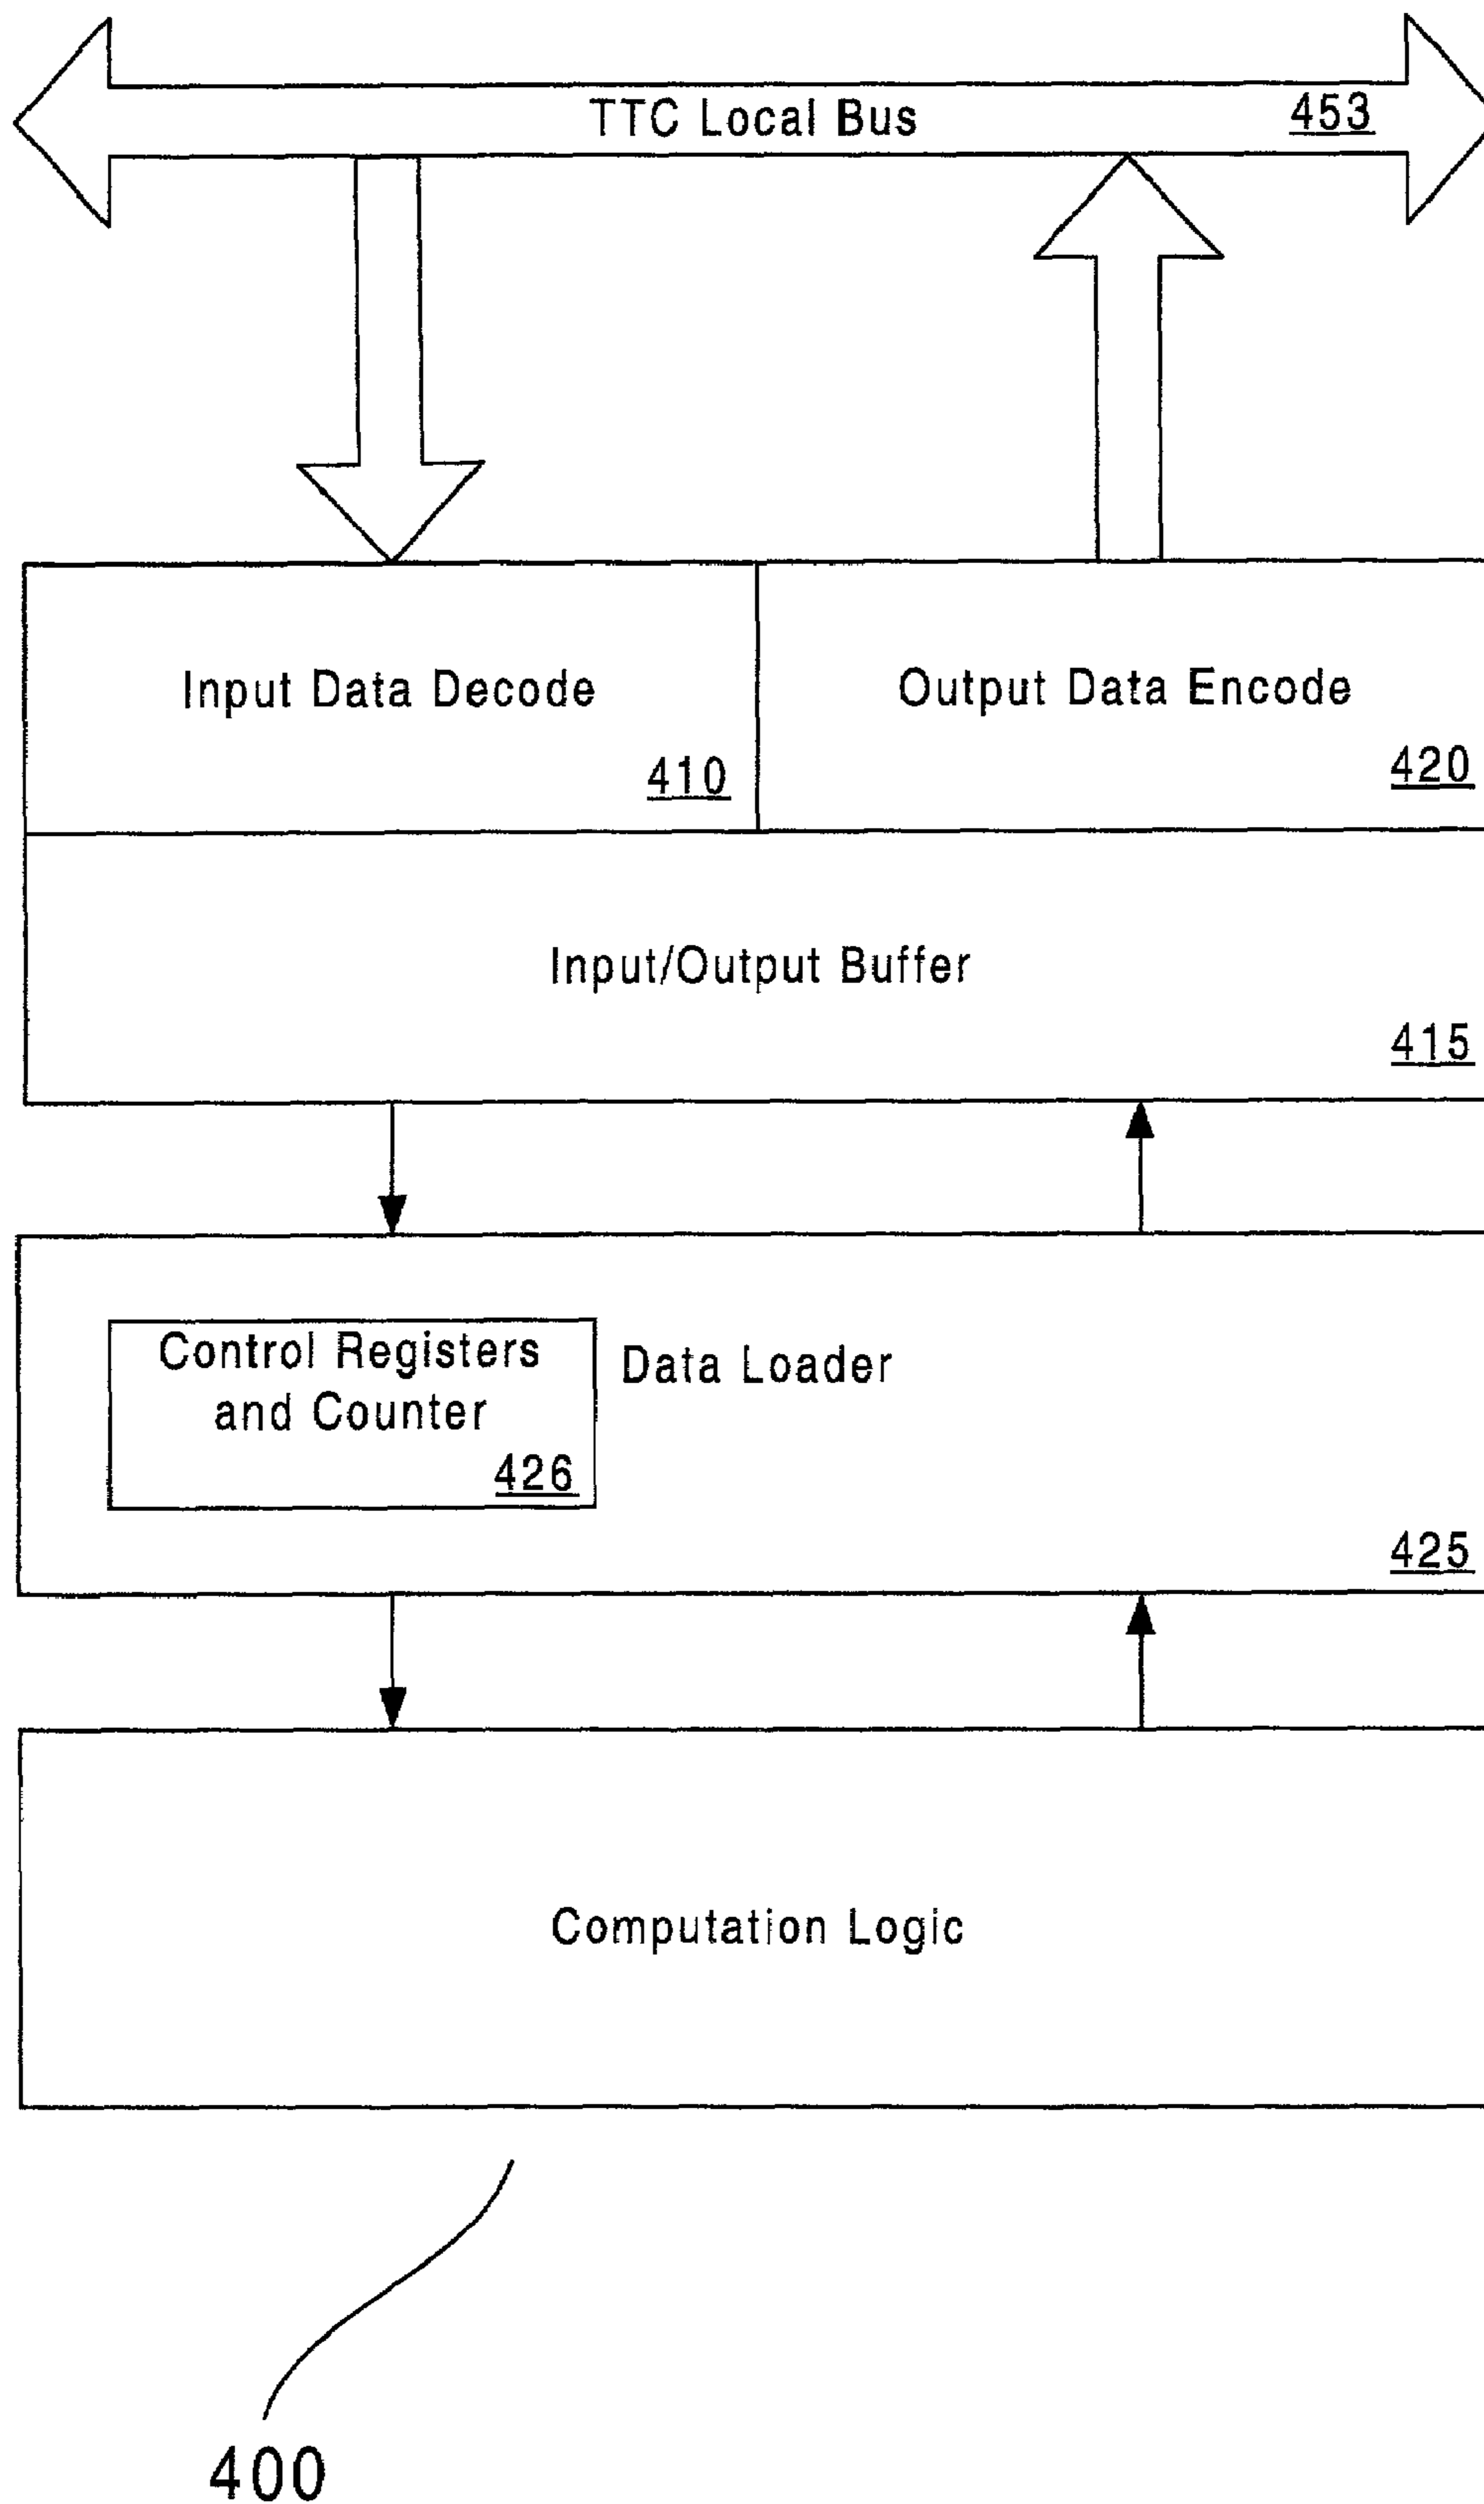 TTC Local Bus 453
Input Data Decode
410
Output Data Encode
420
Input/Output Buffer
415
Control Registers
and Counter
426
Data Loader
425
Computation Logic
400